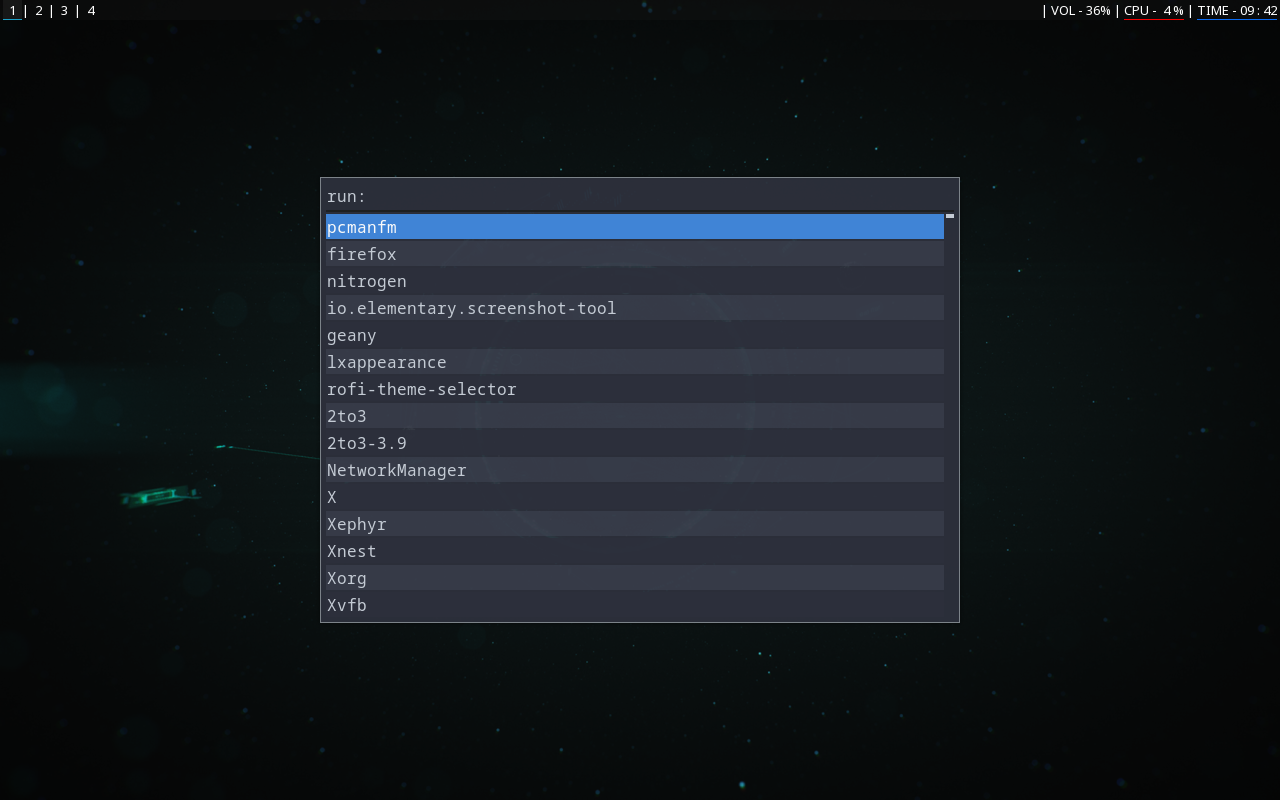 1 | 2 | 3 | 4 | VOL - 36% | CPU - 4% | TIME - 09:42
run:
pcmanfm
firefox
nitrogen
io.elementary.screenshot-tool
geany
lxappearance
rofi-theme-selector
2to3
2to3-3.9
NetworkManager
X
Xephyr
Xnest
Xorg
Xvfb